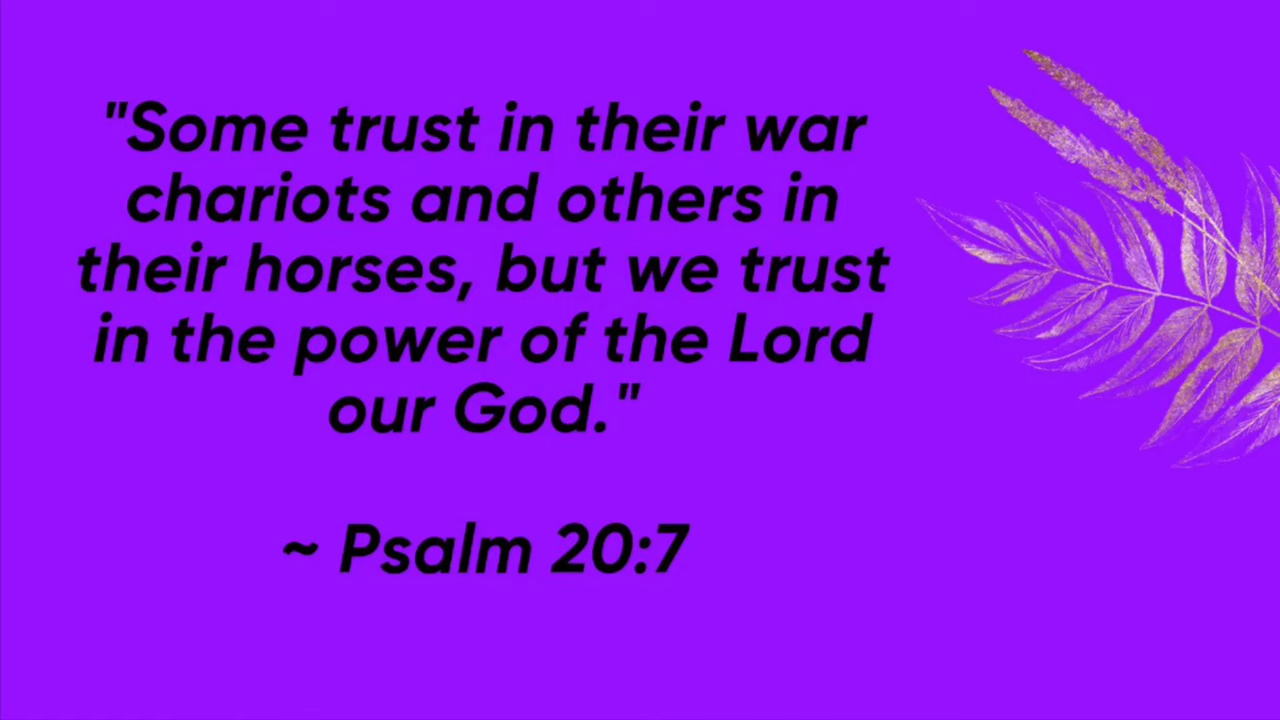 "Some trust in their war
chariots and others in
their horses, but we trust
in the power of the Lord
our God."
~ Psalm 20:7